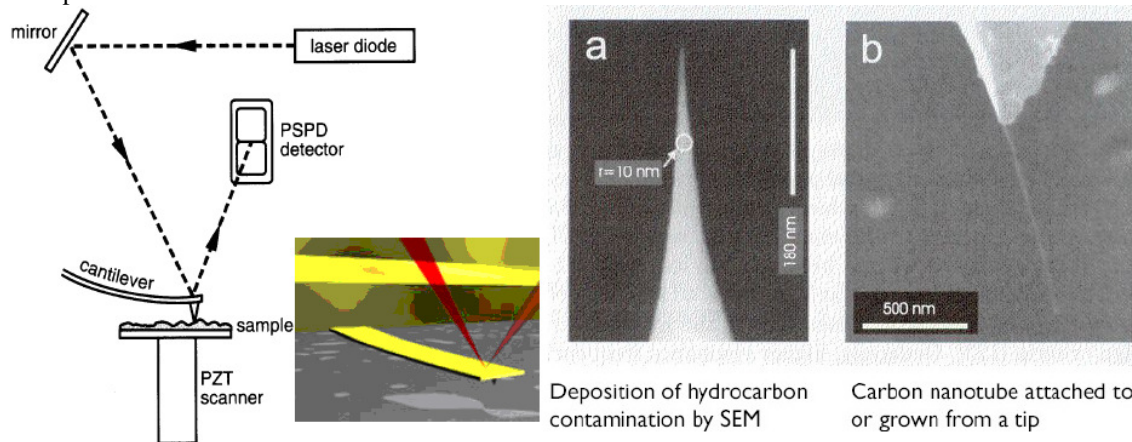 mirror
laser diode
PSPD
detector
cantilever
sample
PZT
scanner
a
r=10 nm
180 nm
b
500 nm
Deposition of hydrocarbon
contamination by SEM
Carbon nanotube attached to
or grown from a tip